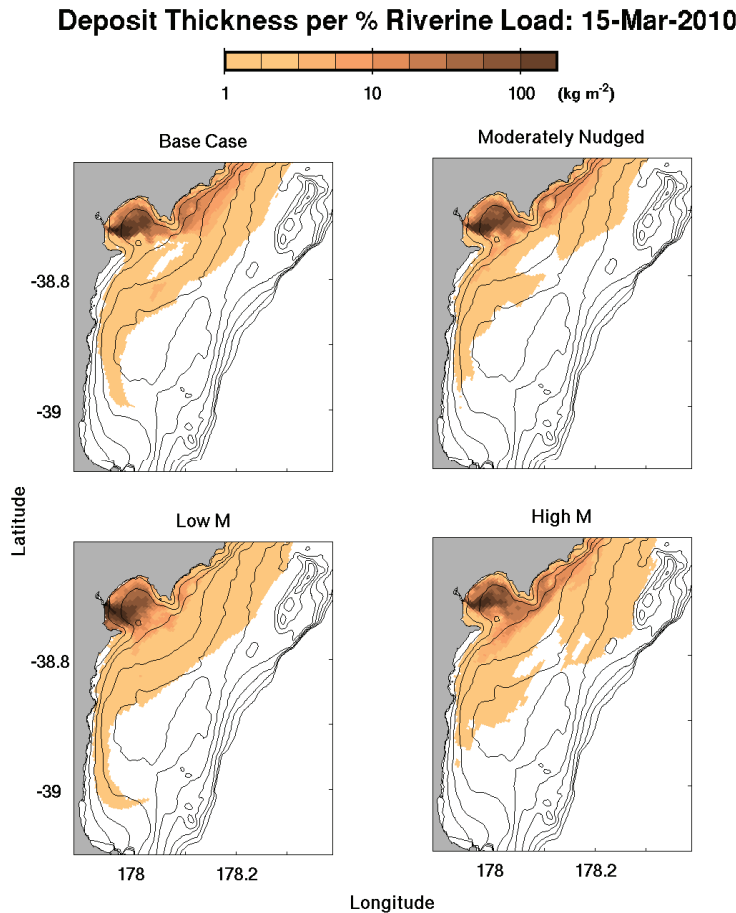 Deposit Thickness per % Riverine Load: 15-Mar-2010
1 10 100 (kg m-2)
Base Case
Moderately Nudged
-38.8
-39
Low M
High M
Latitude
-38.8
-39
178 178.2
178 178.2
Longitude